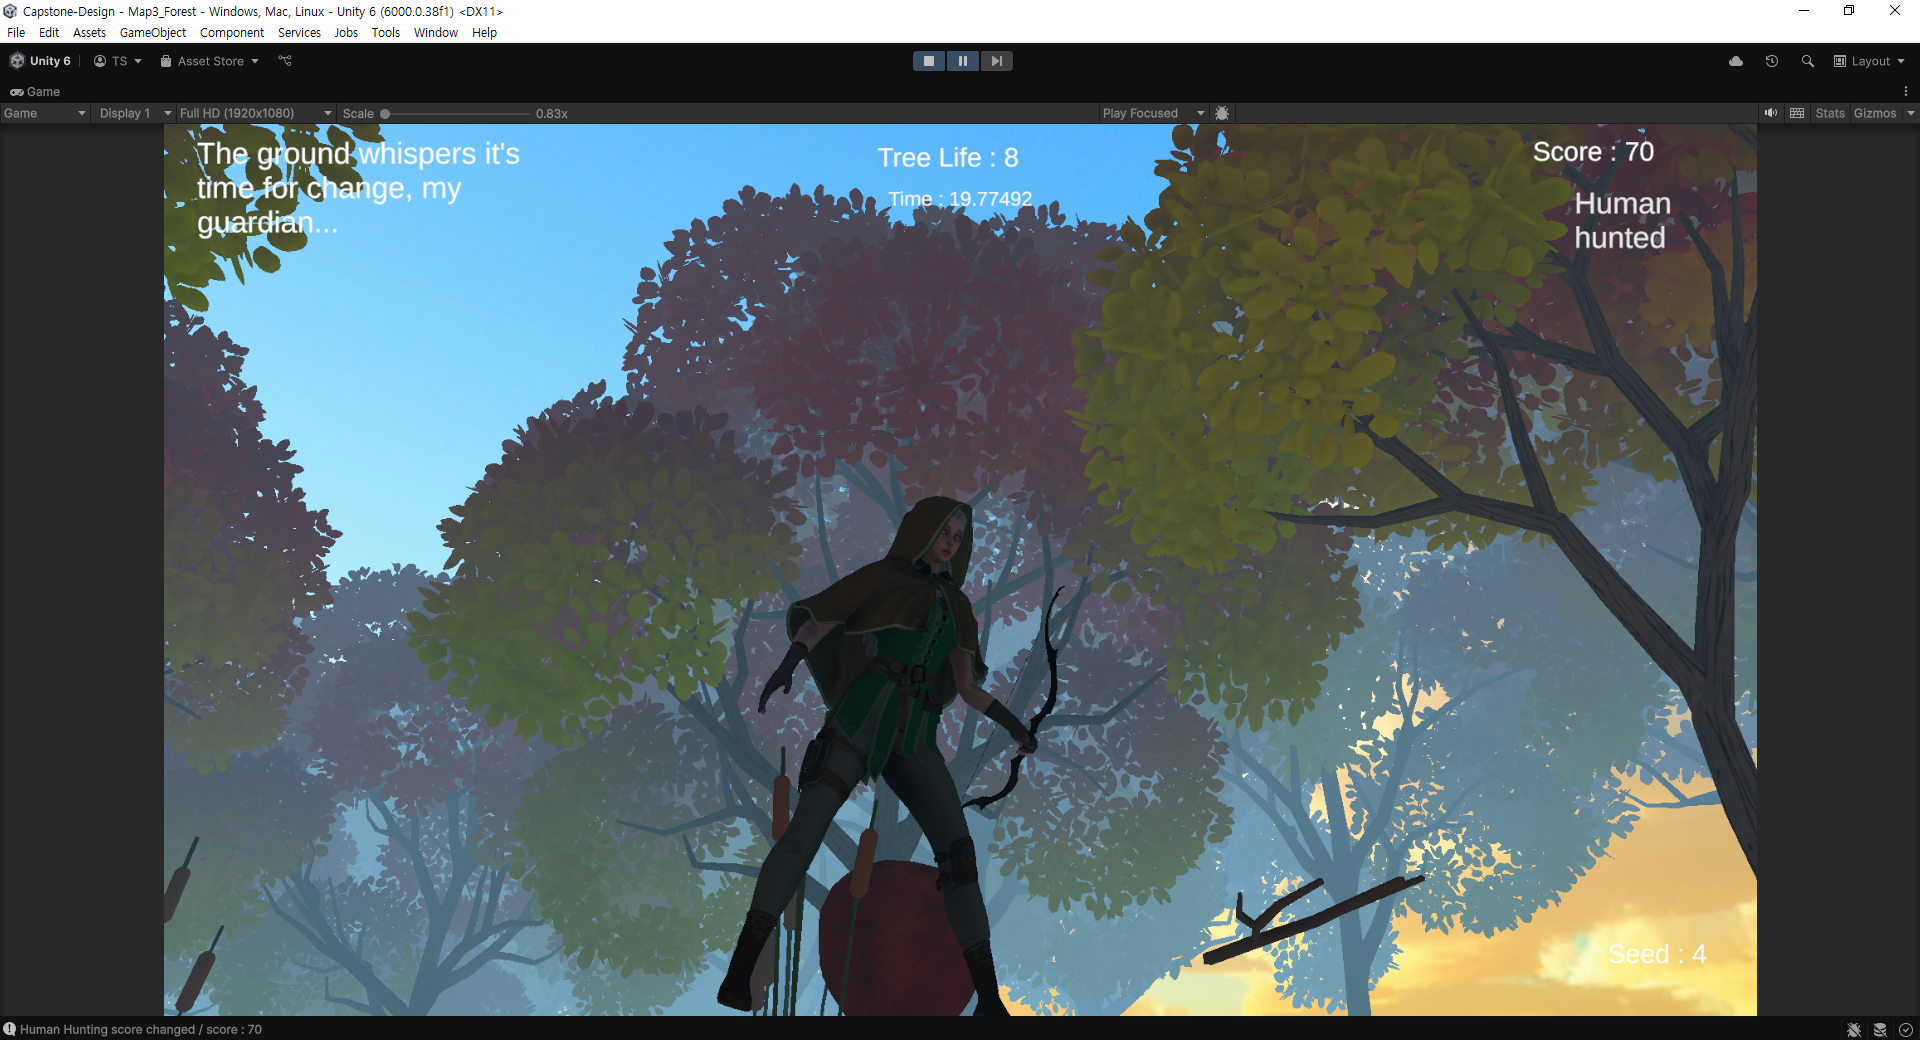 Capstone-Design - Map3_Forest - Windows, Mac, Linux - Unity 6 (6000.0.38f1) <DX11>
File Edit Assets GameObject Component Services Jobs Tools Window Help
Unity 6 TS Asset Store Layout
Game
Game Display 1 Full HD (1920x1080) Scale 0.83x Play Focused Stats Gizmos
The ground whispers it's
time for change, my
guardian...
Tree Life : 8
Time : 19.77492
Score : 70
Human
hunted
Seed : 4
Human Hunting score changed / score : 70